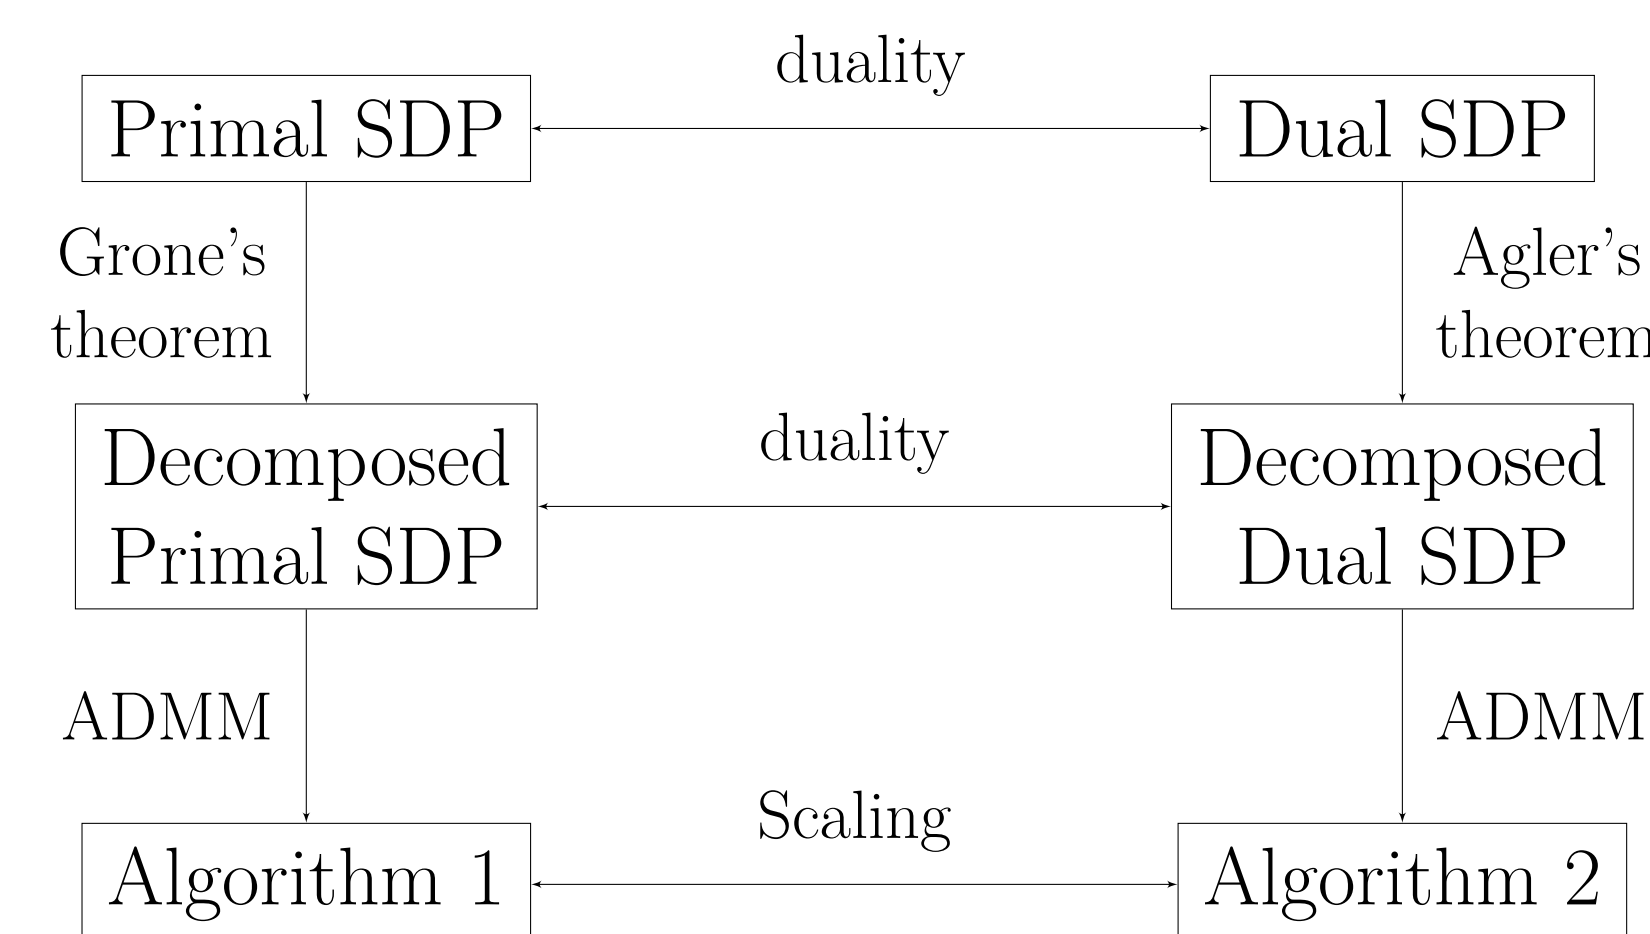 duality
Primal SDP
Dual SDP
Grone's
theorem
Agler's
theorem
duality
Decomposed
Primal SDP
Decomposed
Dual SDP
ADMM
ADMM
Scaling
Algorithm 1
Algorithm 2